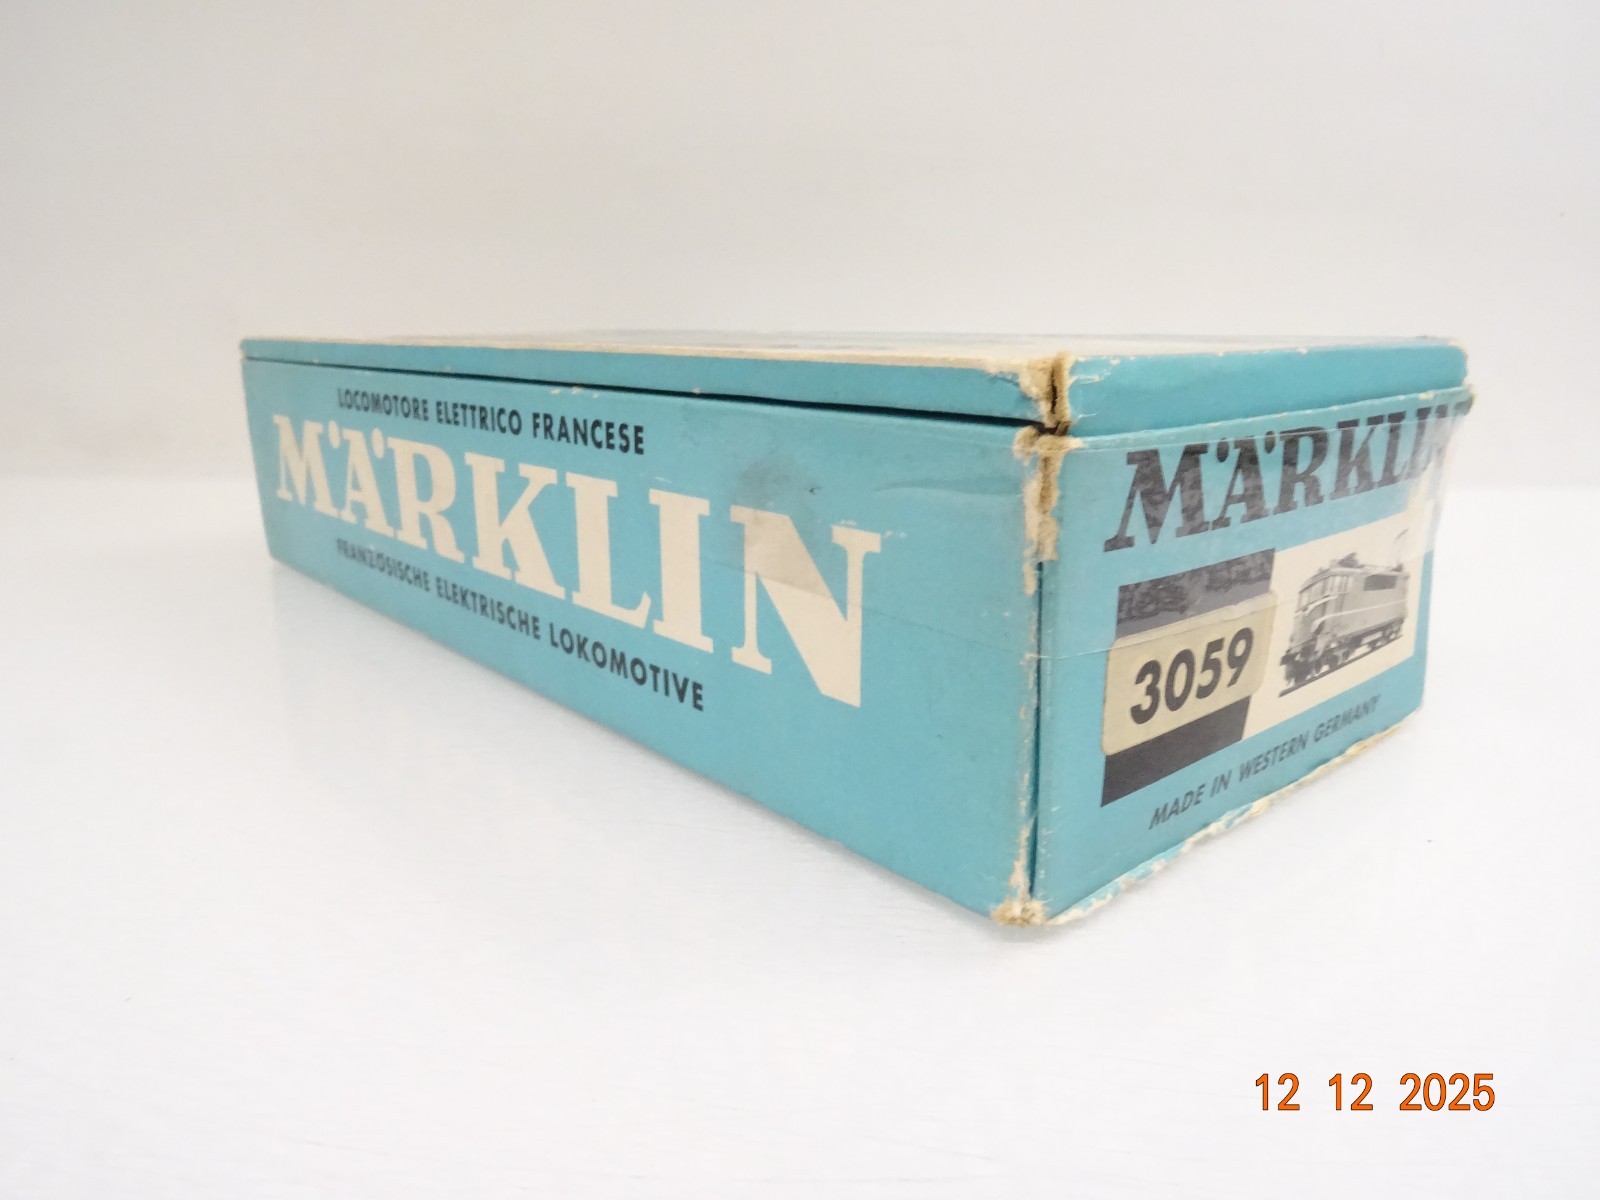 LOCOMOTORE ELETTRICO FRANCESE
MÄRKLIN
FRANZÖSISCHE ELEKTRISCHE LOKOMOTIVE
MÄRKLIN
3059
MADE IN WESTERN GERMANY
12 12 2025